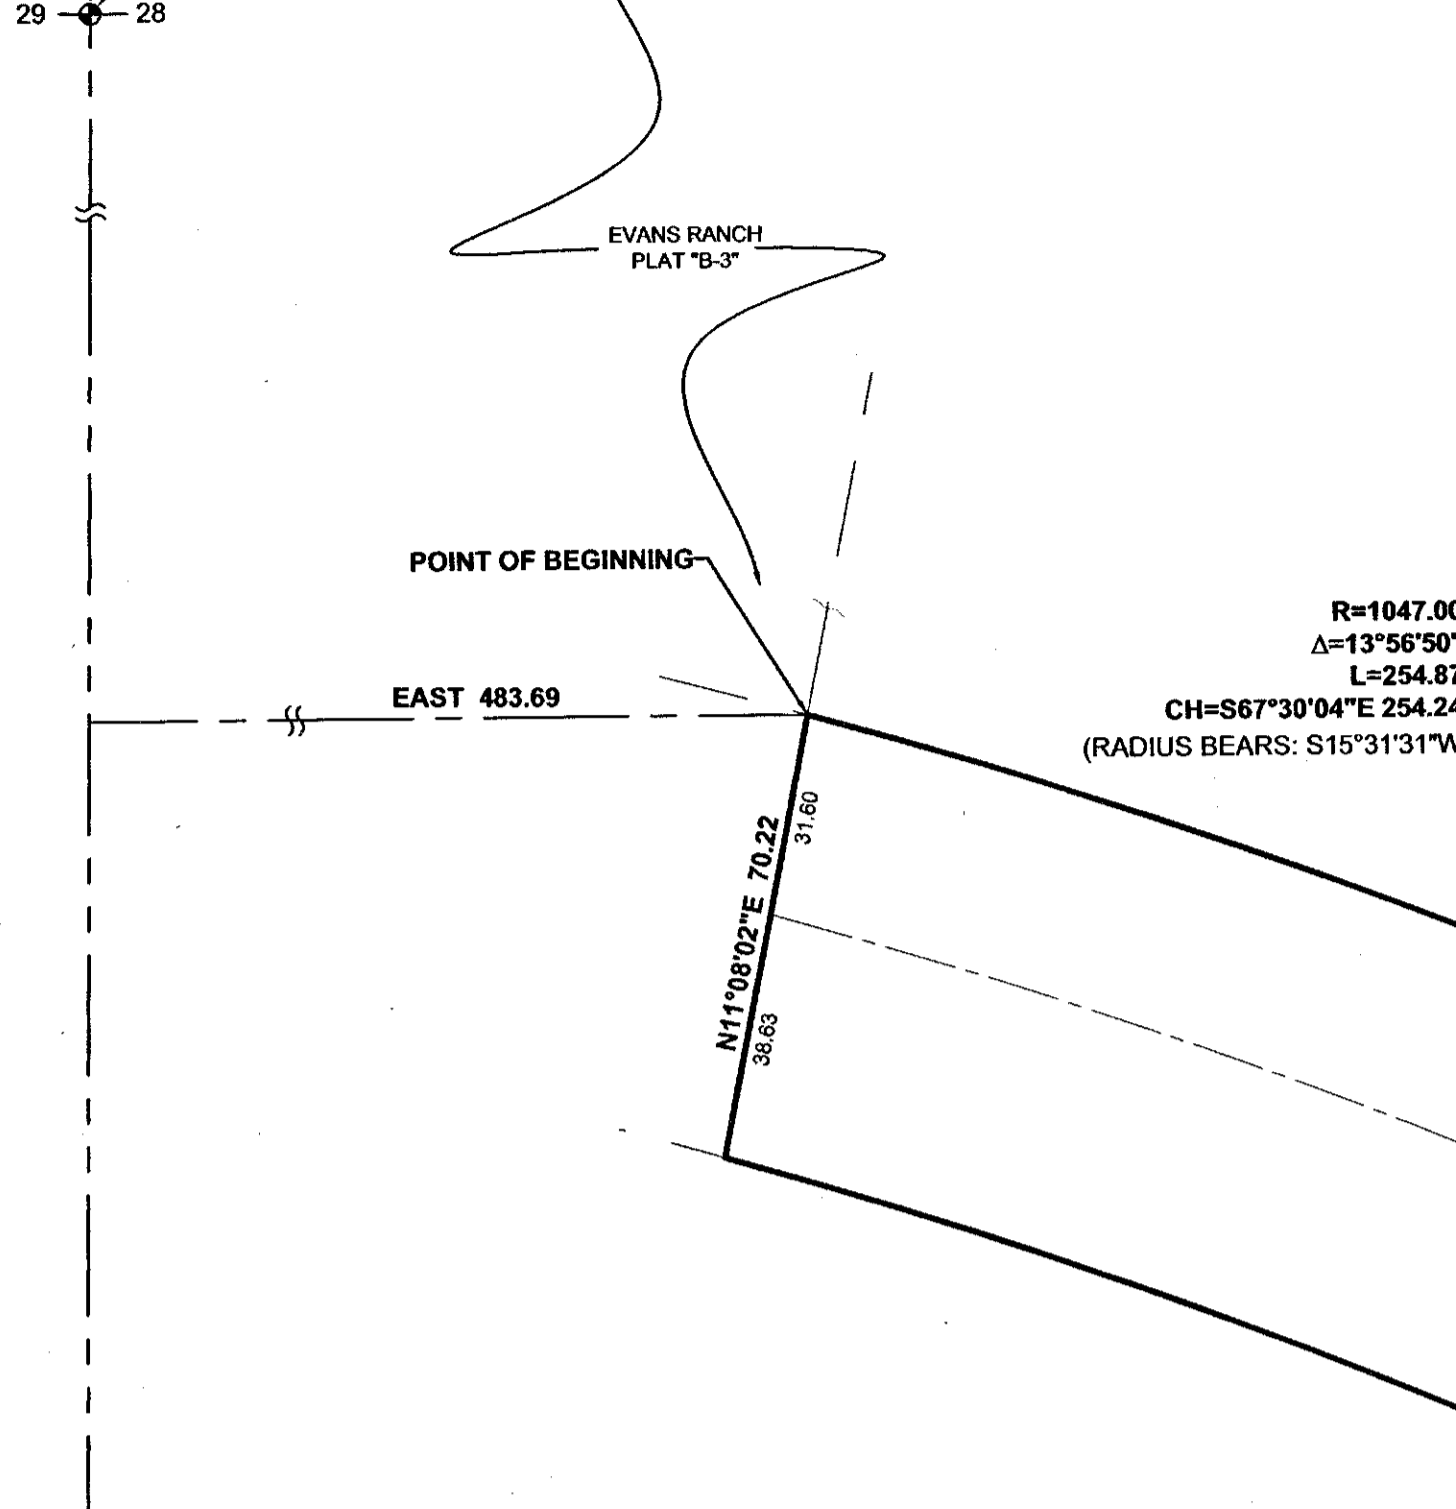 29 28
EVANS RANCH
PLAT "B-3"
POINT OF BEGINNING
R=1047.00
Δ=13°56'50"
L=254.87
CH=S67°30'04"E 254.24
(RADIUS BEARS: S15°31'31"W
EAST 483.69
31.60
N11°08'02"E 70.22
38.63